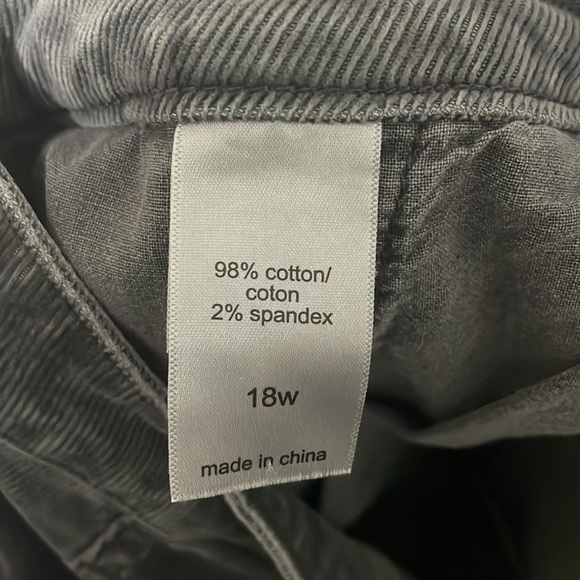 98% cotton/
coton
2% spandex
18w
made in china